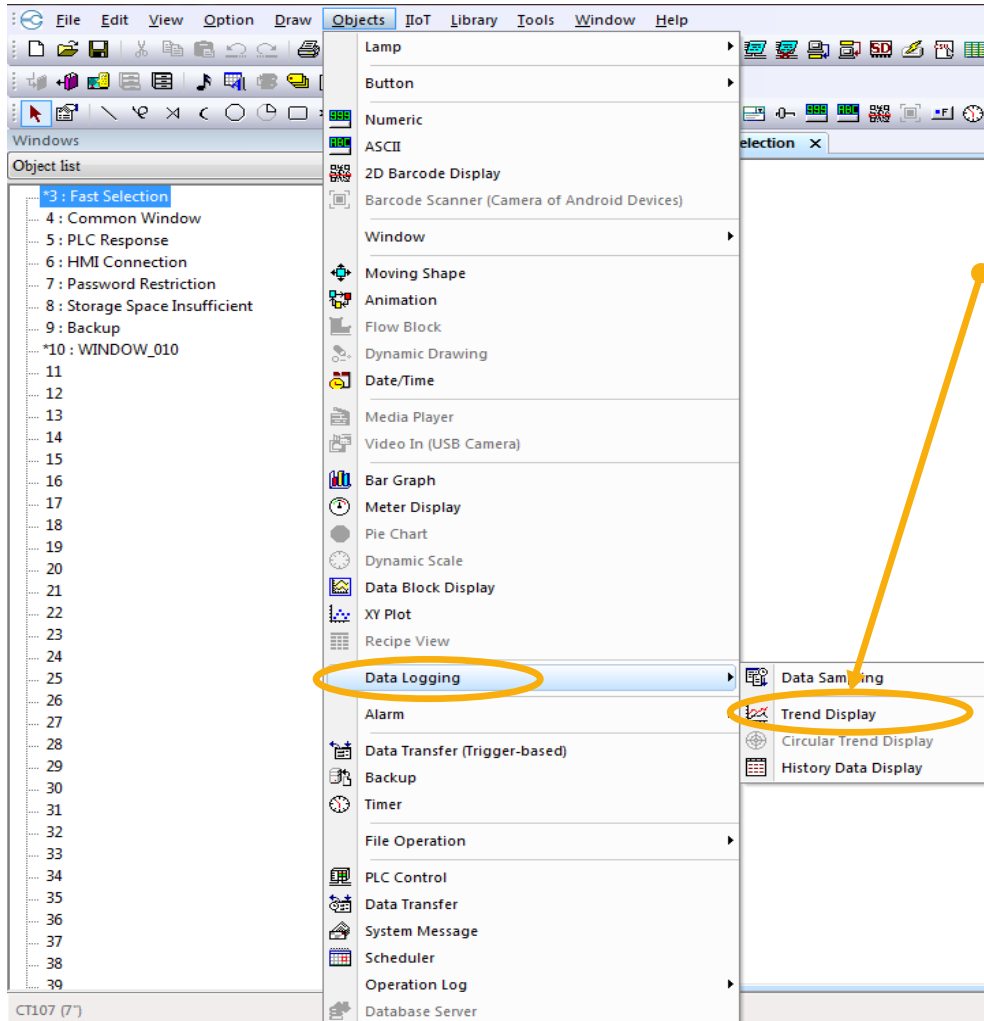 File Edit View Option Draw Objects IIoT Library Tools Window Help
SD
Windows
Object list
*3 : Fast Selection
4 : Common Window
5 : PLC Response
6 : HMI Connection
7 : Password Restriction
8 : Storage Space Insufficient
9 : Backup
*10 : WINDOW_010
11
12
13
14
15
16
17
18
19
20
21
22
23
24
25
26
27
28
29
30
31
32
33
34
35
36
37
38
39
CT107 (7")
Lamp
Button
Numeric
ASCII
2D Barcode Display
Barcode Scanner (Camera of Android Devices)
Window
Moving Shape
Animation
Flow Block
Dynamic Drawing
Date/Time
Media Player
Video In (USB Camera)
Bar Graph
Meter Display
Pie Chart
Dynamic Scale
Data Block Display
XY Plot
Recipe View
Data Logging
Alarm
Data Transfer (Trigger-based)
Backup
Timer
File Operation
PLC Control
Data Transfer
System Message
Scheduler
Operation Log
Database Server
election X
Data Sampling
Trend Display
Circular Trend Display
History Data Display